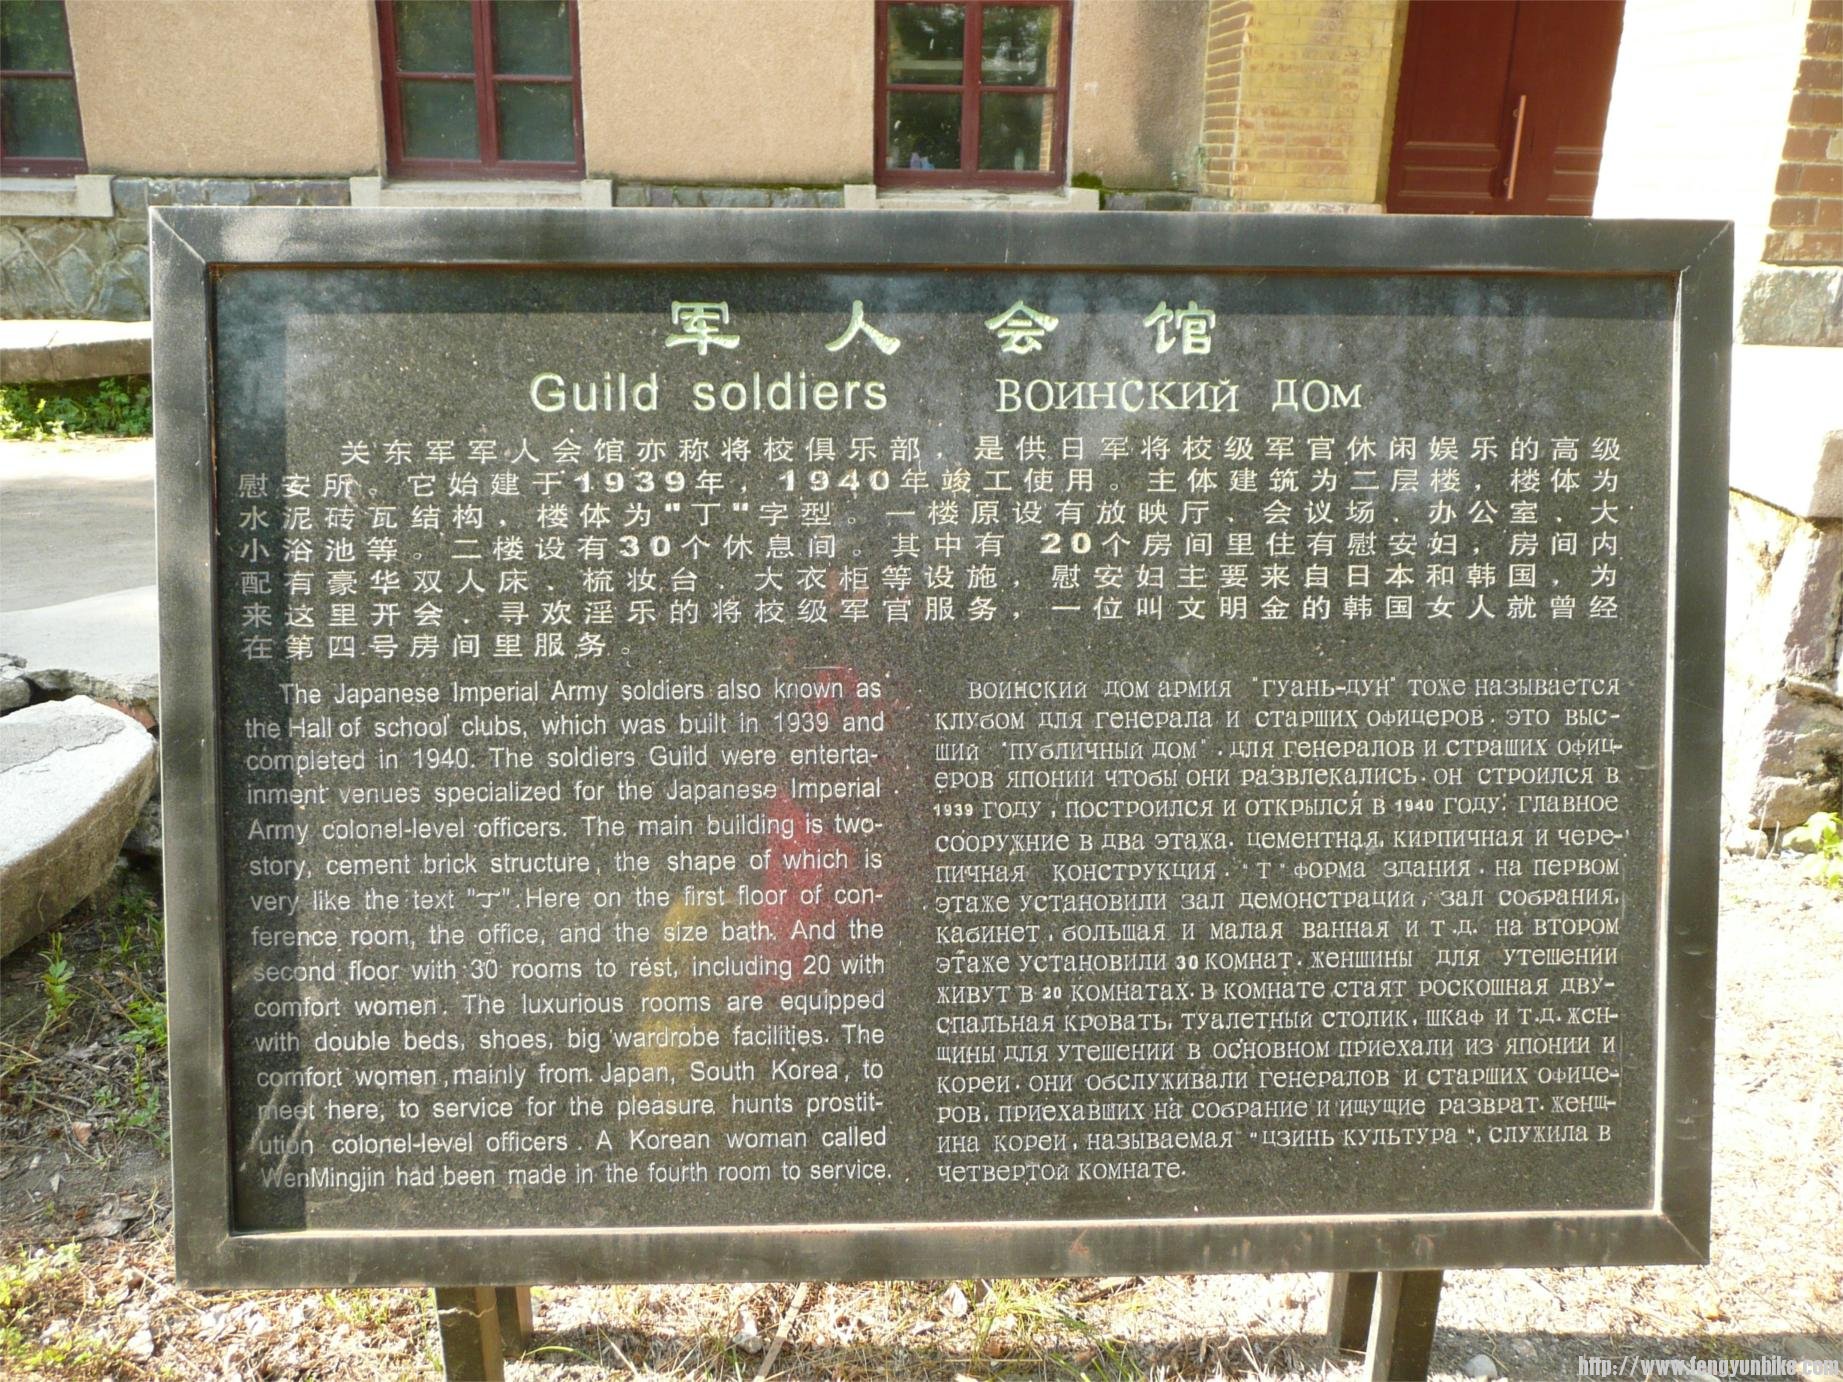 军人会馆
Guild soldiers ВОИНСКИЙ ДОМ
关东军军人会馆亦称将校俱乐部，是供日军将校级军官休闲娱乐的高级
慰安所。它始建于1939年，1940年竣工使用。主体建筑为二层楼，楼体为
水泥砖瓦结构，楼体为"丁"字型。一楼原设有放映厅、会议场、办公室、大
小浴池等。二楼设有30个休息间。其中有 20个房间里住有慰安妇，房间内
配有豪华双人床、梳妆台、大衣柜等设施，慰安妇主要来自日本和韩国，为
来这里开会、寻欢淫乐的将校级军官服务，一位叫文明金的韩国女人就曾经
在第四号房间里服务。
The Japanese Imperial Army soldiers also known as
the Hall of school clubs, which was built in 1939 and
completed in 1940. The soldiers Guild were enterta-
inment venues specialized for the Japanese Imperial
Army colonel-level officers. The main building is two-
story, cement brick structure, the shape of which is
very like the text "丁".Here on the first floor of con-
ference room, the office, and the size bath. And the
second floor with 30 rooms to rest, including 20 with
comfort women. The luxurious rooms are equipped
with double beds, shoes, big wardrobe facilities. The
comfort women,mainly from Japan, South Korea, to
meet here, to service for the pleasure hunts prostit-
ution colonel-level officers. A Korean woman called
WenMingjin had been made in the fourth room to service.
ВОИНСКИЙ ДОМ АРМИЯ "ГУАНЬ-ДУН" ТОЖЕ НАЗЫВАЕТСЯ
КЛУБОМ ДЛЯ ГЕНЕРАЛА И СТАРШИХ ОФИЦЕРОВ. ЭТО ВЫС-
ШИЙ "ПУБЛИЧНЫЙ ДОМ". ДЛЯ ГЕНЕРАЛОВ И СТРАШИХ ОФИЦ-
ЕРОВ ЯПОНИИ ЧТОБЫ ОНИ РАЗВЛЕКАЛИСЬ. ОН СТРОИЛСЯ В
1939 ГОДУ, ПОСТРОИЛСЯ И ОТКРЫЛСЯ В 1940 ГОДУ. ГЛАВНОЕ
СООРУЖНИЕ В ДВА ЭТАЖА. ЦЕМЕНТНАЯ, КИРПИЧНАЯ И ЧЕРЕ-
ПИЧНАЯ КОНСТРУКЦИЯ. "Т" ФОРМА ЗДАНИЯ. НА ПЕРВОМ
ЭТАЖЕ УСТАНОВИЛИ ЗАЛ ДЕМОНСТРАЦИЙ, ЗАЛ СОБРАНИЯ,
КАБИНЕТ, БОЛЬШАЯ И МАЛАЯ ВАННАЯ И Т.Д. НА ВТОРОМ
ЭТАЖЕ УСТАНОВИЛИ 30 КОМНАТ. ЖЕНШИНЫ ДЛЯ УТЕШЕНИИ
ЖИВУТ В 20 КОМНАТАХ. В КОМНАТЕ СТАЯТ РОСКОШНАЯ ДВУ-
СПАЛЬНАЯ КРОВАТЬ, ТУАЛЕТНЫЙ СТОЛИК, ШКАФ И Т.Д. ЖЕН-
ЩИНЫ ДЛЯ УТЕШЕНИИ В ОСНОВНОМ ПРИЕХАЛИ ИЗ ЯПОНИИ И
КОРЕИ. ОНИ ОБСЛУЖИВАЛИ ГЕНЕРАЛОВ И СТАРШИХ ОФИЦЕ-
РОВ, ПРИЕХАВШИХ НА СОБРАНИЕ И ИЩУЩИЕ РАЗВРАТ. ЖЕНЩ-
ИНА КОРЕИ, НАЗЫВАЕМАЯ "ЦЗИНЬ КУЛЬТУРА", СЛУЖИЛА В
ЧЕТВЕРТОЙ КОМНАТЕ.
http://www.fengyunbike.com